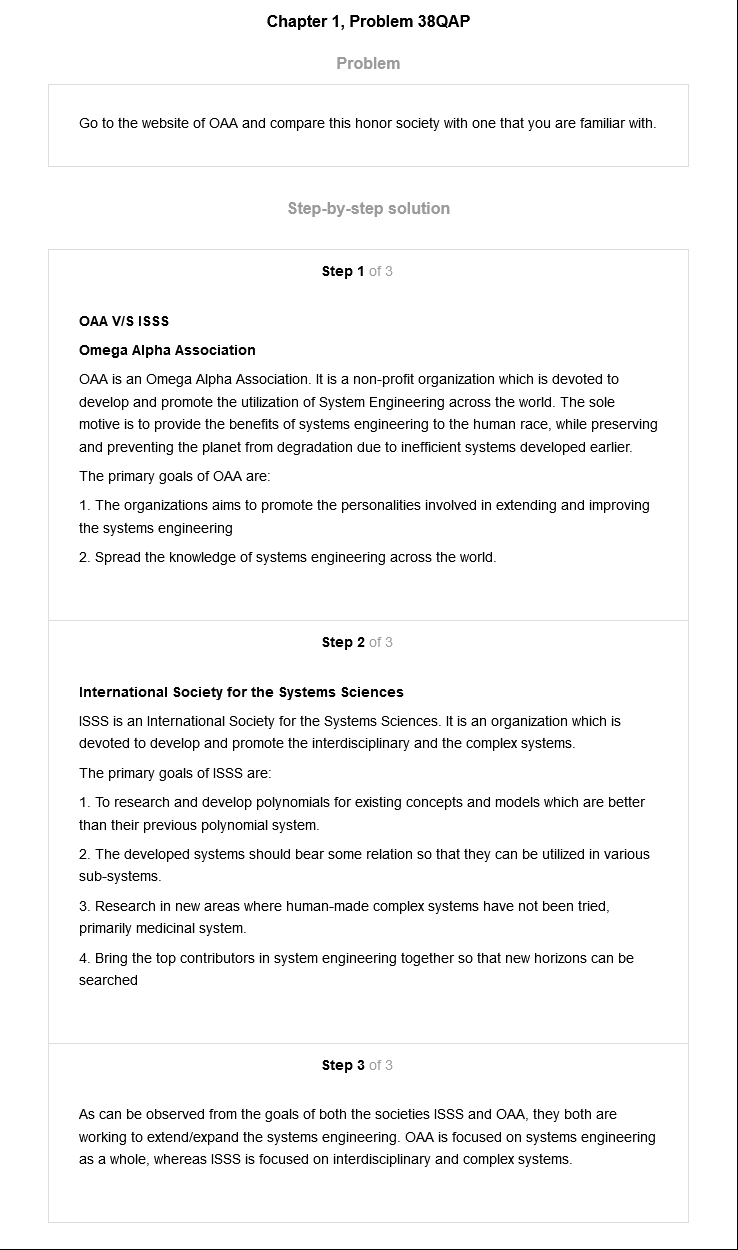 Chapter 1, Problem 38QAP
Problem
Go to the website of OAA and compare this honor society with one that you are familiar with.
Step-by-step solution
Step 1 of 3
OAA V/S ISSS
Omega Alpha Association
OAA is an Omega Alpha Association. It is a non-profit organization which is devoted to
develop and promote the utilization of System Engineering across the world. The sole
motive is to provide the benefits of systems engineering to the human race, while preserving
and preventing the planet from degradation due to inefficient systems developed earlier.
The primary goals of OAA are:
1. The organizations aims to promote the personalities involved in extending and improving
the systems engineering
2. Spread the knowledge of systems engineering across the world.
Step 2 of 3
International Society for the Systems Sciences
ISSS is an International Society for the Systems Sciences. It is an organization which is
devoted to develop and promote the interdisciplinary and the complex systems.
The primary goals of ISSS are:
1. To research and develop polynomials for existing concepts and models which are better
than their previous polynomial system.
2. The developed systems should bear some relation so that they can be utilized in various
sub-systems.
3. Research in new areas where human-made complex systems have not been tried,
primarily medicinal system.
4. Bring the top contributors in system engineering together so that new horizons can be
searched
Step 3 of 3
As can be observed from the goals of both the societies ISSS and OAA, they both are
working to extend/expand the systems engineering. OAA is focused on systems engineering
as a whole, whereas ISSS is focused on interdisciplinary and complex systems.